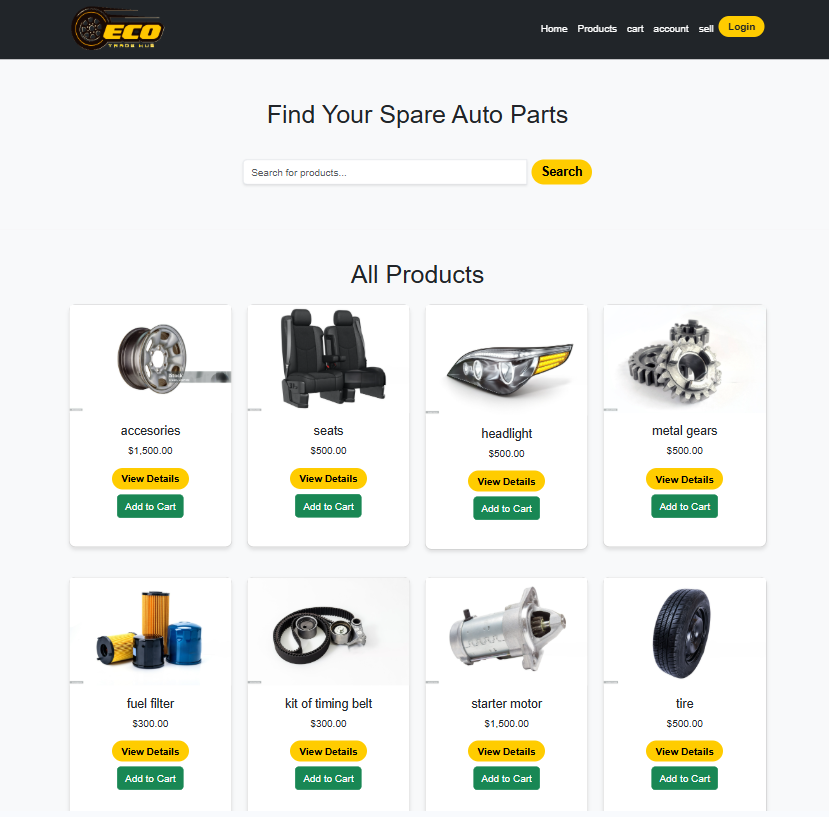 ECO
TRADE HUB
Home Products cart account sell Login
Find Your Spare Auto Parts
Search for products... Search
All Products
accesories
$1,500.00
View Details
Add to Cart
seats
$500.00
View Details
Add to Cart
headlight
$500.00
View Details
Add to Cart
metal gears
$500.00
View Details
Add to Cart
fuel filter
$300.00
View Details
Add to Cart
kit of timing belt
$300.00
View Details
Add to Cart
starter motor
$1,500.00
View Details
Add to Cart
tire
$500.00
View Details
Add to Cart